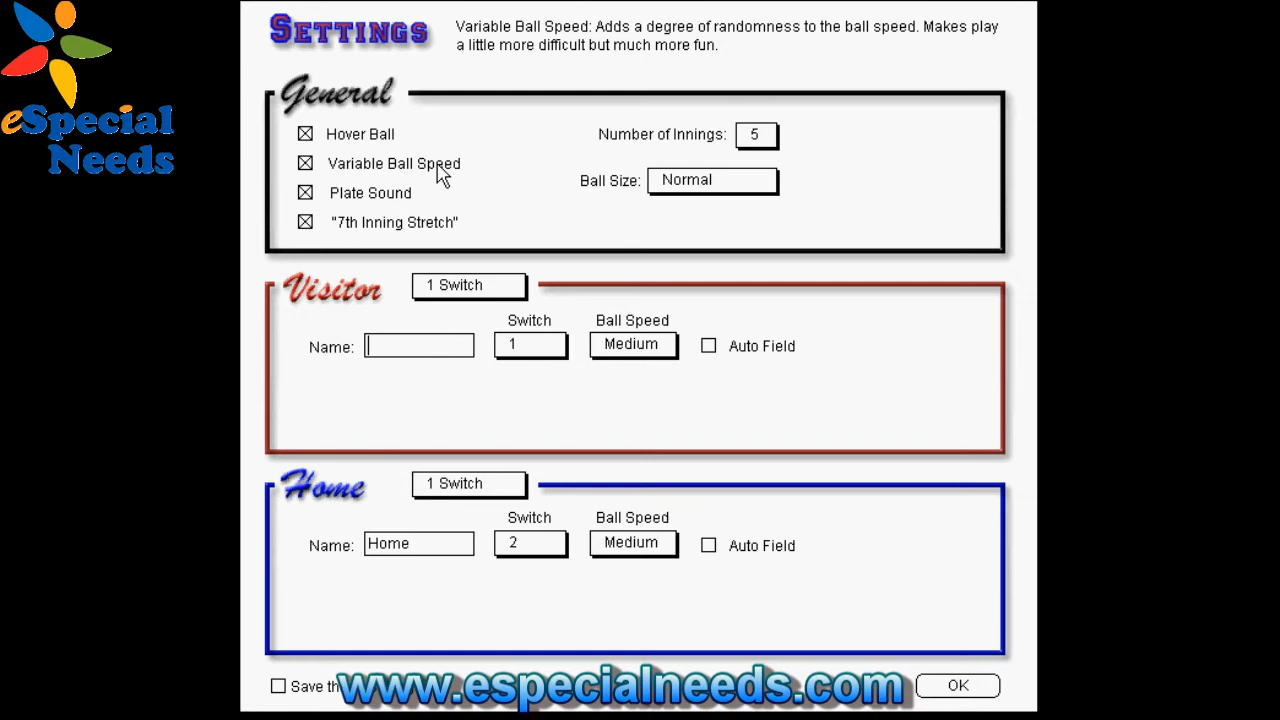 eSpecial
Needs
SETTINGS
Variable Ball Speed: Adds a degree of randomness to the ball speed. Makes play
a little more difficult but much more fun.
General
Hover Ball
Number of Innings: 5
Variable Ball Speed
Ball Size: Normal
Plate Sound
"7th Inning Stretch"
Visitor
1 Switch
Switch
Ball Speed
Name:
1
Medium
Auto Field
Home
1 Switch
Switch
Ball Speed
Name: Home
2
Medium
Auto Field
Save
www.especialneeds.com
OK